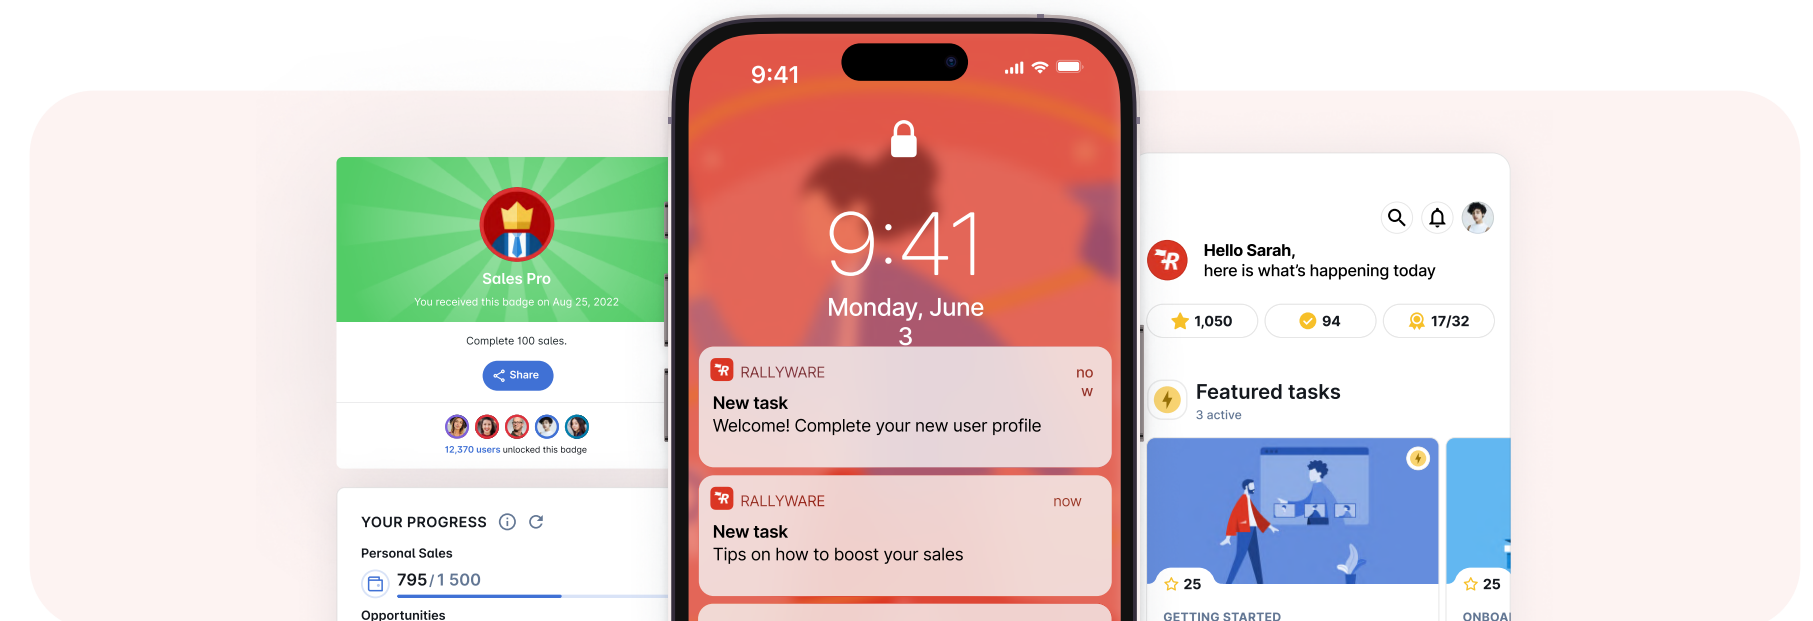 Sales Pro
You received this badge on Aug 25, 2022
Complete 100 sales.
Share
12,370 users unlocked this badge
YOUR PROGRESS
Personal Sales
795/1 500
Opportunities
9:41
9:41
Monday, June
3
RALLYWARE
no
w
New task
Welcome! Complete your new user profile
RALLYWARE now
New task
Tips on how to boost your sales
Hello Sarah,
here is what's happening today
1,050 94 17/32
Featured tasks
3 active
25 25
GETTING STARTED ONBOA